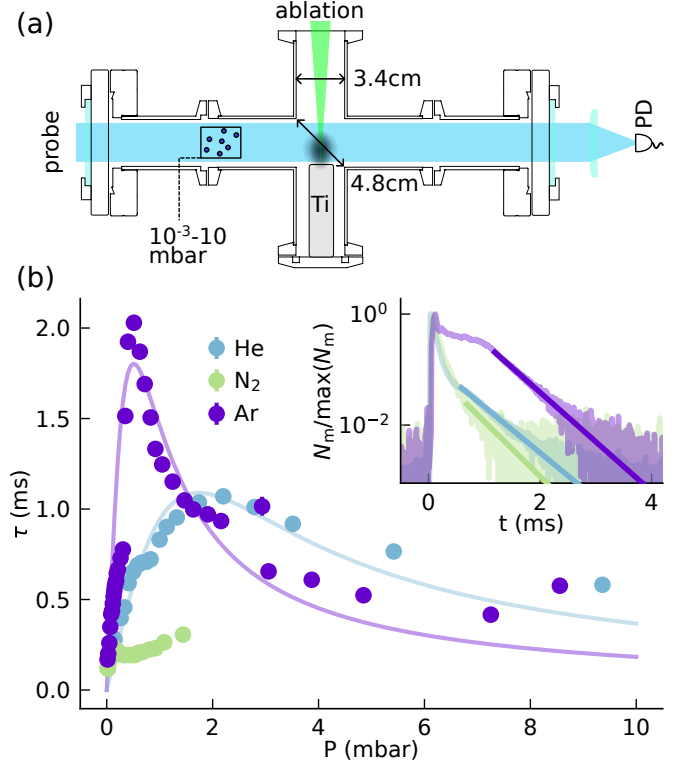 (a)
ablation
3.4cm
probe
PD
4.8cm
Ti
10⁻³-10
mbar
(b)
2.0
1.5
1.0
0.5
0.0
τ (ms)
He
N₂
Ar
10⁰
10⁻²
Nₘ/max(Nₘ)
0 2 4
t (ms)
0 2 4 6 8 10
P (mbar)